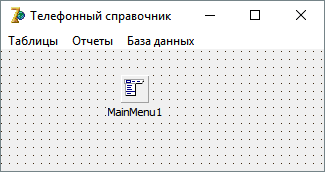 Телефонный справочник
Таблицы Отчеты База данных
MainMenu1